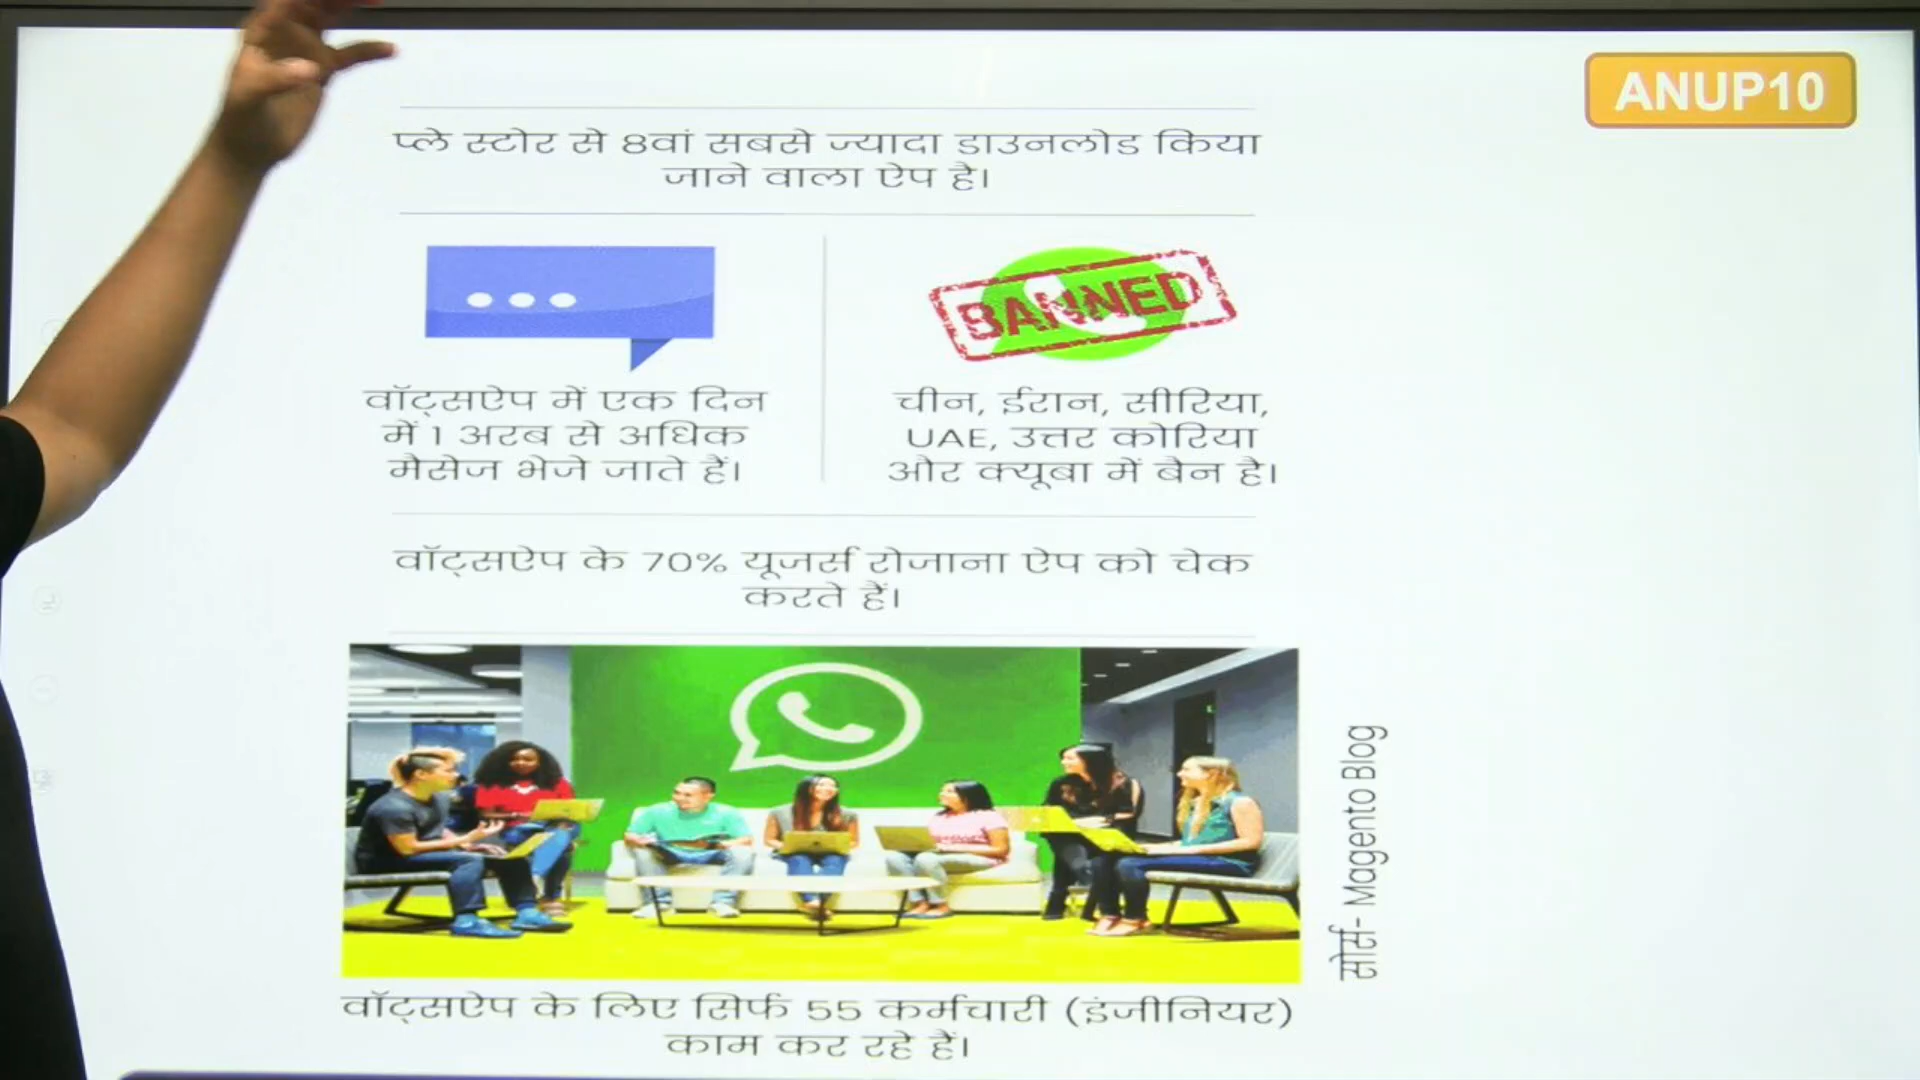 ANUP10
प्ले स्टोर से 8वां सबसे ज्यादा डाउनलोड किया
जाने वाला ऐप है।
BANNED
वॉट्सऐप में एक दिन
में 1 अरब से अधिक
मैसेज भेजे जाते हैं।
चीन, ईरान, सीरिया,
UAE, उत्तर कोरिया
और क्यूबा में बैन है।
वॉट्सऐप के 70% यूजर्स रोजाना ऐप को चेक
करते हैं।
सोर्स- Magento Blog
वॉट्सऐप के लिए सिर्फ 55 कर्मचारी (इंजीनियर)
काम कर रहे हैं।